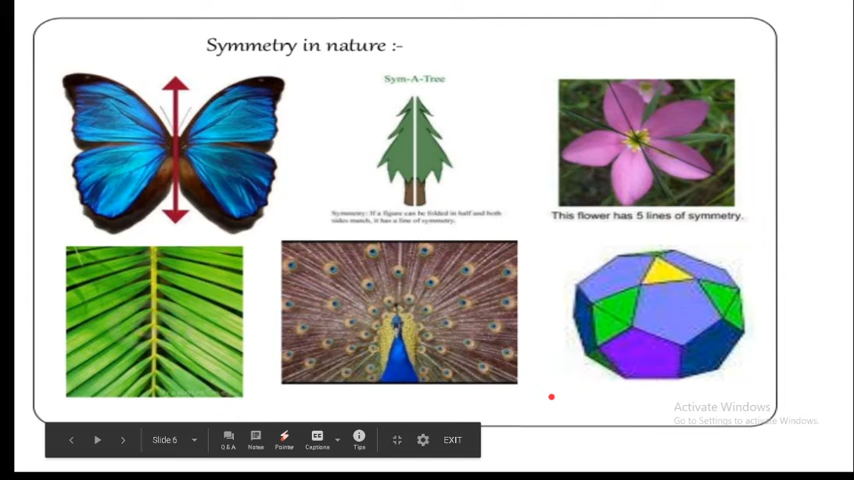 Symmetry in nature :-
Sym-A-Tree
Symmetry: If a figure can be folded in half and both
sides match, it has a line of symmetry.
This flower has 5 lines of symmetry.
Activate Windows
Go to Settings to activate Windows.
Slide 6
Q & A
Notes
Pointer
Captions
Tips
EXIT